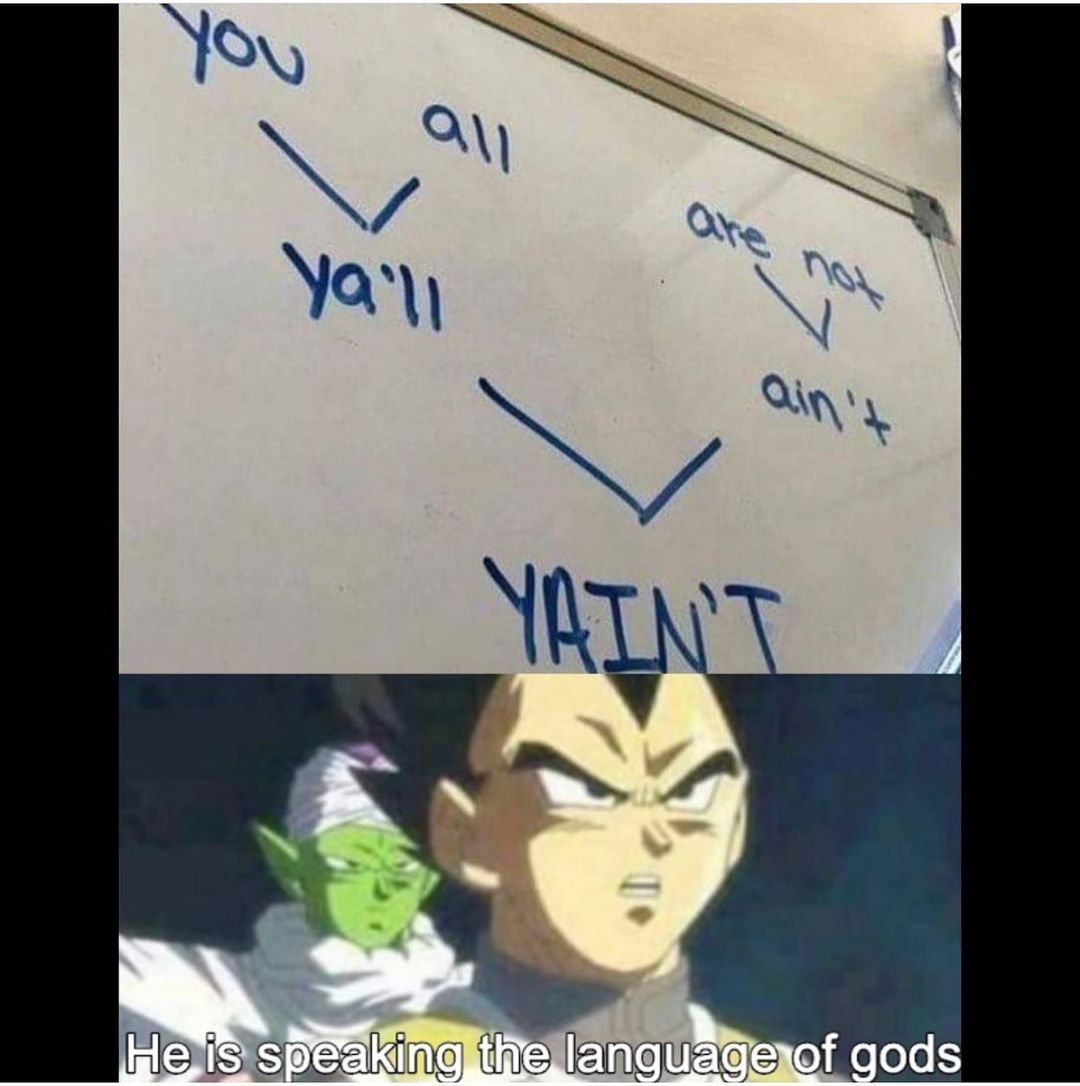 you
all
ya'll
are not
ain't
YAIN'T
He is speaking the language of gods